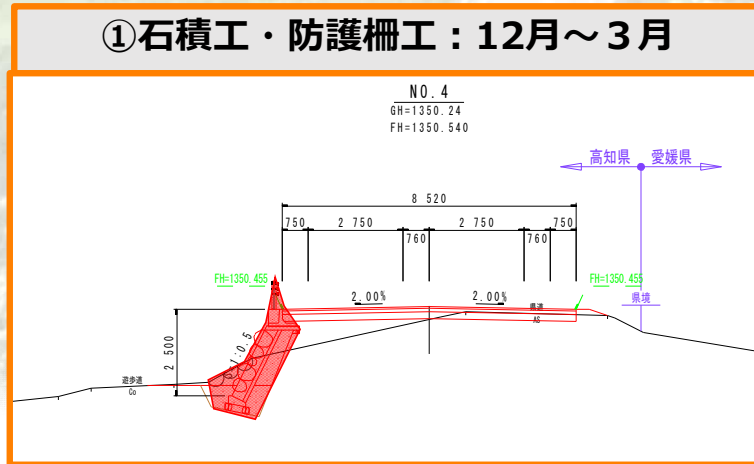 ①石積工・防護柵工：12月～３月
NO.4
GH=1350.24
FH=1350.540
高知県 愛媛県
8 520
750 2 750 2 750 750
760 760
FH=1350.455 FH=1350.455
2.00% 2.00%
県境
県道
AS
1:0.5
2 500
遊歩道
Co